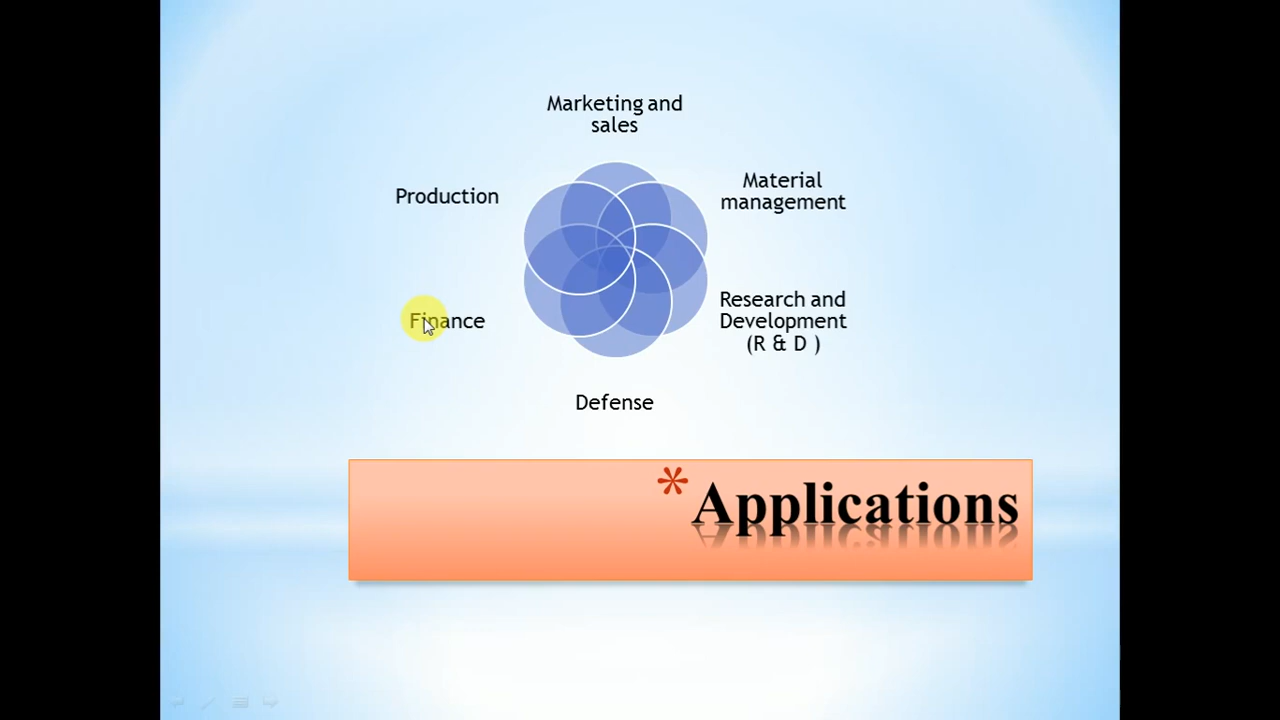 Marketing and
sales
Production
Material
management
Finance
Research and
Development
(R & D )
Defense
* Applications